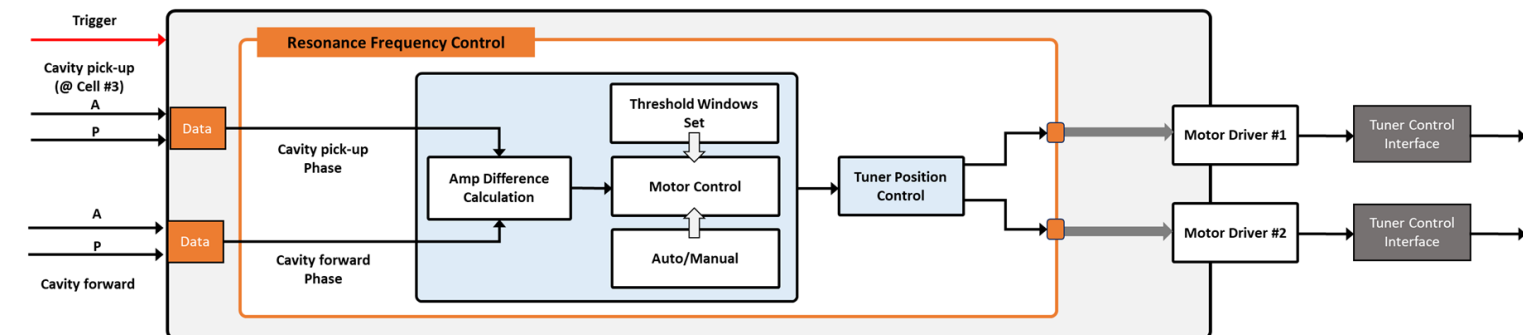 Trigger
Resonance Frequency Control
Cavity pick-up
(@ Cell #3)
A
P
Data
Cavity pick-up
Phase
Threshold Windows
Set
Amp Difference
Calculation
Motor Control
Auto/Manual
Tuner Position
Control
Motor Driver #1
Tuner Control
Interface
A
P
Data
Cavity forward
Cavity forward
Phase
Motor Driver #2
Tuner Control
Interface